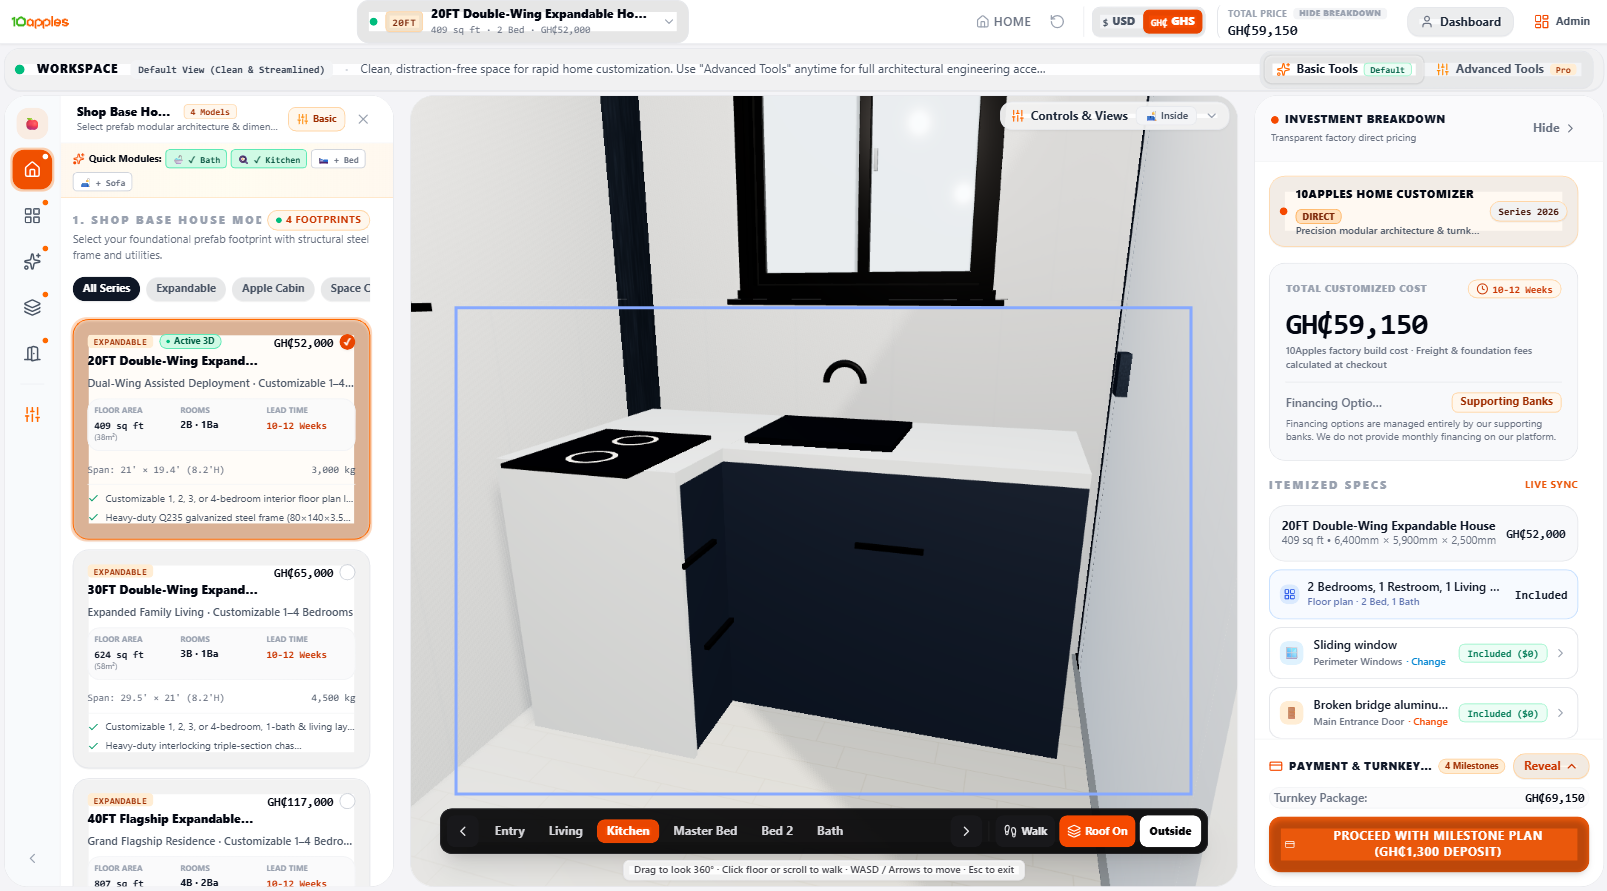 10apples
20FT
20FT Double-Wing Expandable Ho...
409 sq ft · 2 Bed · GH₵52,000
HOME
$ USD
GH₵ GHS
TOTAL PRICE HIDE BREAKDOWN
GH₵59,150
Dashboard
Admin
WORKSPACE
Default View (Clean & Streamlined)
· Clean, distraction-free space for rapid home customization. Use "Advanced Tools" anytime for full architectural engineering acce...
Basic Tools Default
Advanced Tools Pro
Shop Base Ho... 4 Models
Select prefab modular architecture & dimen...
Basic
Quick Modules: ✓ Bath ✓ Kitchen + Bed
+ Sofa
1. SHOP BASE HOUSE MOD
4 FOOTPRINTS
Select your foundational prefab footprint with structural steel
frame and utilities.
All Series Expandable Apple Cabin Space C
EXPANDABLE • Active 3D GH₵52,000
20FT Double-Wing Expand...
Dual-Wing Assisted Deployment · Customizable 1–4...
FLOOR AREA ROOMS LEAD TIME
409 sq ft 2B · 1Ba 10-12 Weeks
(38m²)
Span: 21' × 19.4' (8.2'H) 3,000 kg
✓ Customizable 1, 2, 3, or 4-bedroom interior floor plan l...
✓ Heavy-duty Q235 galvanized steel frame (80×140×3.5...
EXPANDABLE GH₵65,000
30FT Double-Wing Expand...
Expanded Family Living · Customizable 1–4 Bedrooms
FLOOR AREA ROOMS LEAD TIME
624 sq ft 3B · 1Ba 10-12 Weeks
(58m²)
Span: 29.5' × 21' (8.2'H) 4,500 kg
✓ Customizable 1, 2, 3, or 4-bedroom, 1-bath & living lay...
✓ Heavy-duty interlocking triple-section chas...
EXPANDABLE GH₵117,000
40FT Flagship Expandable...
Grand Flagship Residence · Customizable 1–4 Bedro...
FLOOR AREA ROOMS LEAD TIME
807 sq ft 4B · 2Ba 10-12 Weeks
Controls & Views Inside
Entry Living Kitchen Master Bed Bed 2 Bath
Walk Roof On Outside
Drag to look 360° · Click floor or scroll to walk · WASD / Arrows to move · Esc to exit
INVESTMENT BREAKDOWN
Transparent factory direct pricing
Hide
10APPLES HOME CUSTOMIZER
DIRECT
Precision modular architecture & turnk...
Series 2026
TOTAL CUSTOMIZED COST 10-12 Weeks
GH₵59,150
10Apples factory build cost · Freight & foundation fees
calculated at checkout
Financing Optio... Supporting Banks
Financing options are managed entirely by our supporting
banks. We do not provide monthly financing on our platform.
ITEMIZED SPECS LIVE SYNC
20FT Double-Wing Expandable House
409 sq ft • 6,400mm × 5,900mm × 2,500mm
GH₵52,000
2 Bedrooms, 1 Restroom, 1 Living ...
Floor plan · 2 Bed, 1 Bath
Included
Sliding window
Perimeter Windows · Change
Included ($0)
Broken bridge aluminu...
Main Entrance Door · Change
Included ($0)
PAYMENT & TURNKEY... 4 Milestones Reveal
Turnkey Package: GH₵69,150
PROCEED WITH MILESTONE PLAN
(GH₵1,300 DEPOSIT)